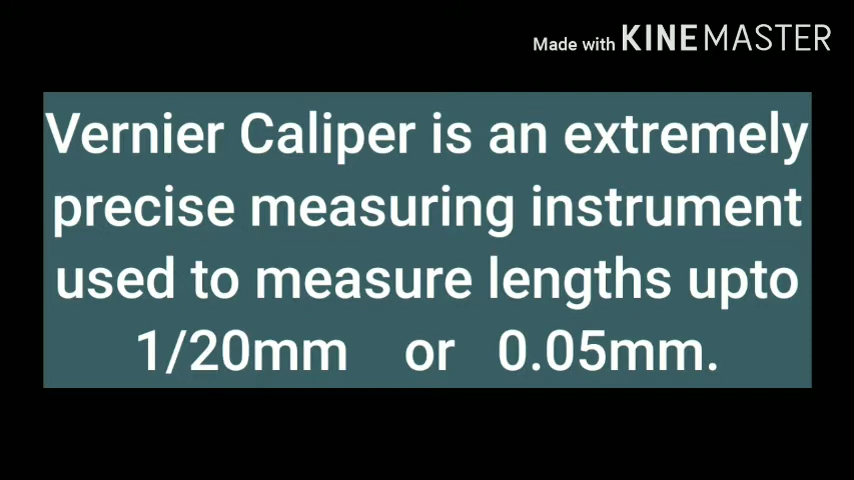 Made with KINEMASTER
Vernier Caliper is an extremely
precise measuring instrument
used to measure lengths upto
1/20mm or 0.05mm.